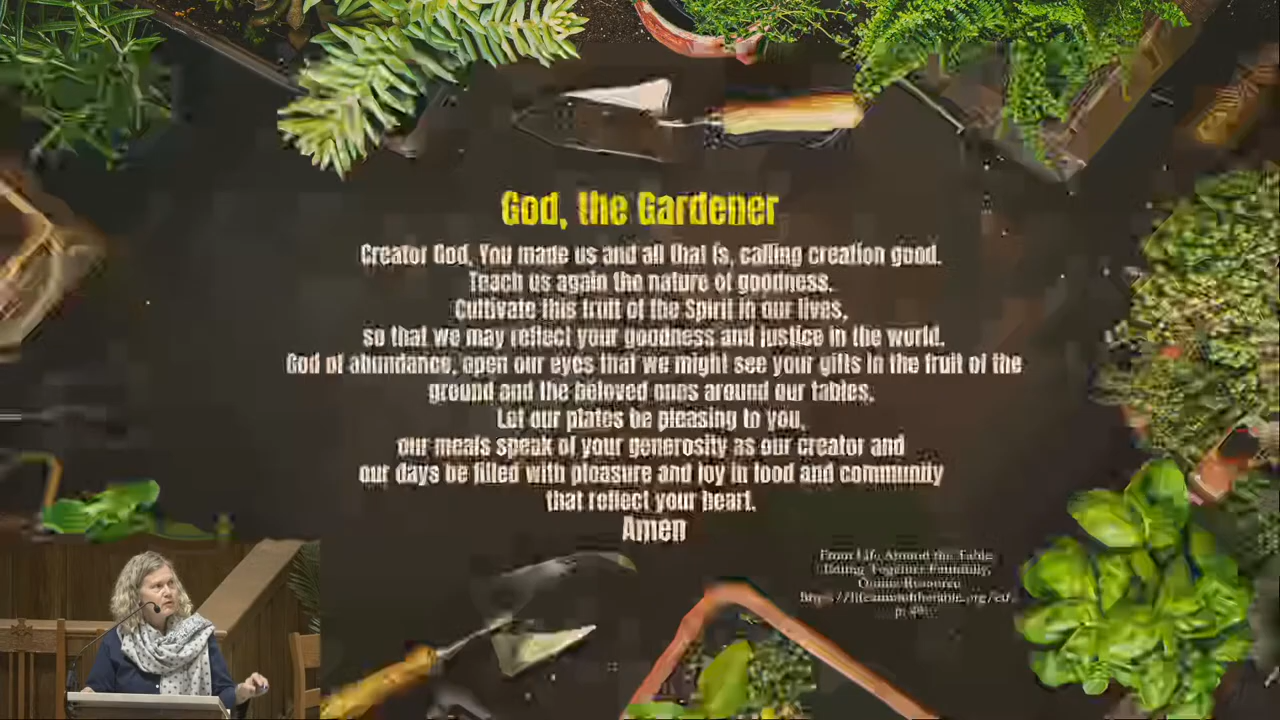 God, the Gardener
Creator God, You made us and all that is, calling creation good.
Teach us again the nature of goodness.
Cultivate this fruit of the Spirit in our lives,
so that we may reflect your goodness and justice in the world.
God of abundance, open our eyes that we might see your gifts in the fruit of the
ground and the beloved ones around our tables.
Let our plates be pleasing to you,
our meals speak of your generosity as our creator and
our days be filled with pleasure and joy in food and community
that reflect your heart.
Amen
From Life Around the Table
Eating Together Faithfully,
Online Resource